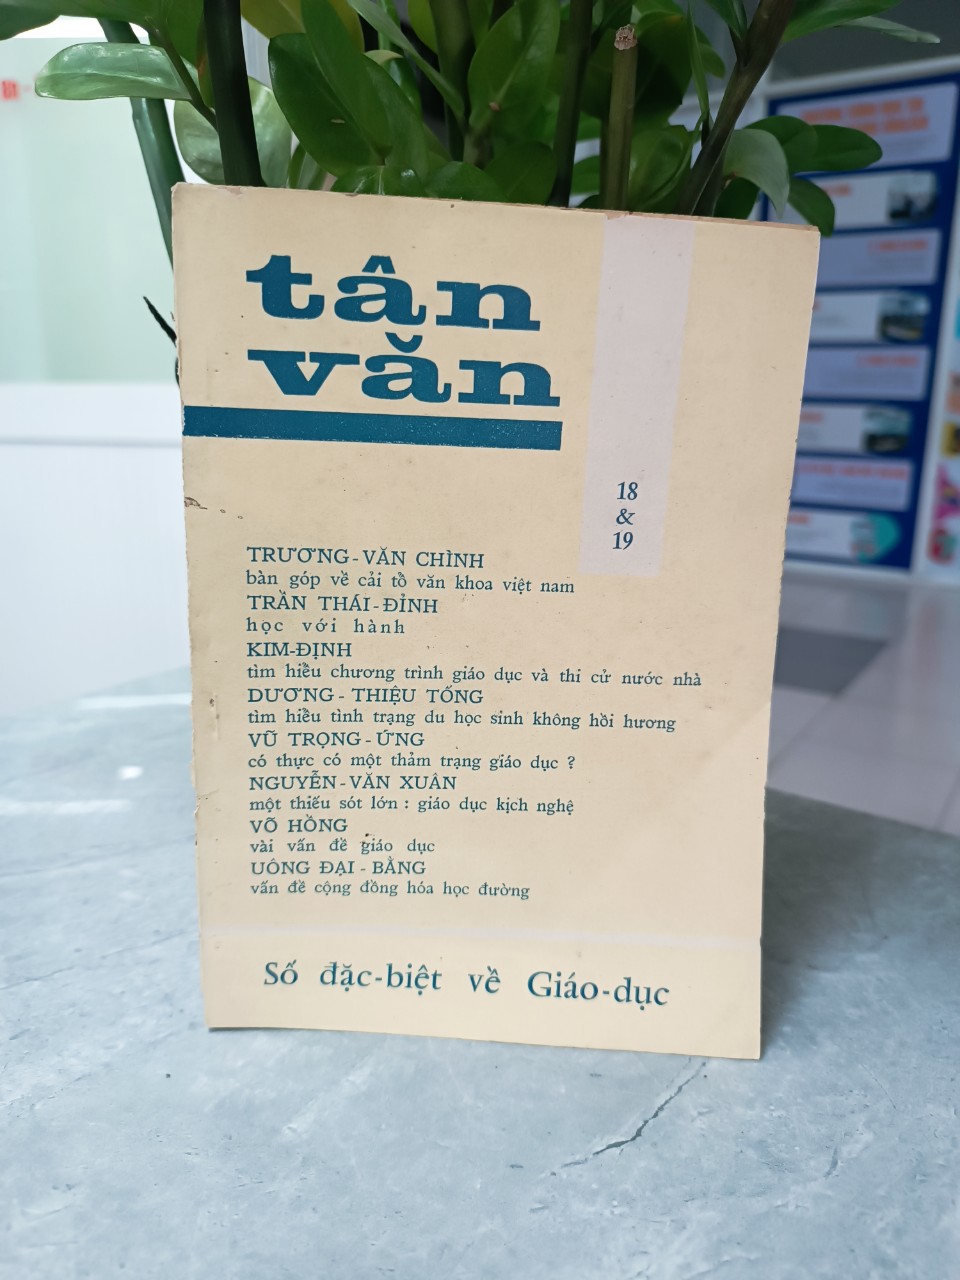 tân
văn
18
&
19
TRƯƠNG-VĂN CHÌNH
bàn góp về cải tổ văn khoa việt nam
TRẦN THÁI-ĐỈNH
học với hành
KIM-ĐỊNH
tìm hiểu chương trình giáo dục và thi cử nước nhà
DƯƠNG - THIỆU TỐNG
tìm hiểu tình trạng du học sinh không hồi hương
VŨ TRỌNG - ỨNG
có thực có một thảm trạng giáo dục ?
NGUYỄN-VĂN XUÂN
một thiếu sót lớn : giáo dục kịch nghệ
VÕ HỒNG
vài vấn đề giáo dục
UÔNG ĐẠI - BẰNG
vấn đề cộng đồng hóa học đường
Số đặc-biệt về Giáo-dục